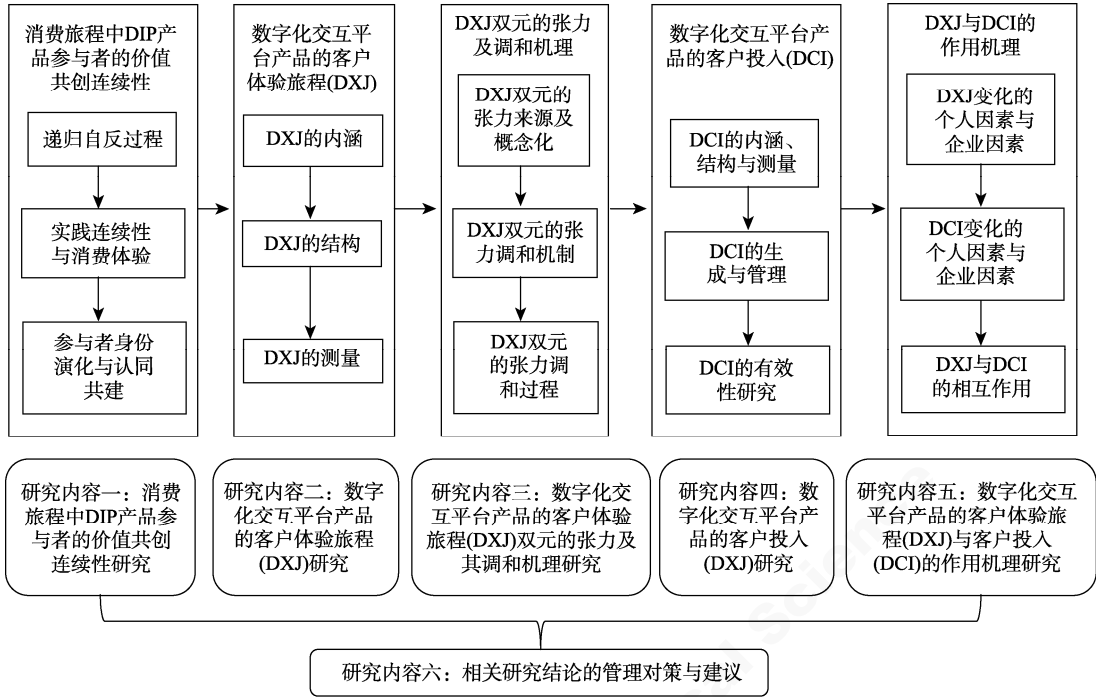 消费旅程中DIP产
品参与者的价值
共创连续性
递归自反过程
实践连续性
与消费体验
参与者身份
演化与认同
共建
数字化交互平
台产品的客户
体验旅程(DXJ)
DXJ的内涵
DXJ的结构
DXJ的测量
DXJ双元的张力
及调和机理
DXJ双元的
张力来源及
概念化
DXJ双元的张
力调和机制
DXJ双元
的张力调
和过程
数字化交互平台产
品的客户投入(DCI)
DCI的内涵、
结构与测量
DCI的生
成与管理
DCI的有效
性研究
DXJ与DCI的
作用机理
DXJ变化的
个人因素与
企业因素
DCI变化的
个人因素与
企业因素
DXJ与DCI
的相互作用
研究内容一：消费
旅程中DIP产品参
与者的价值共创
连续性研究
研究内容二：数字
化交互平台产品
的客户体验旅程
(DXJ)研究
研究内容三：数字化交
互平台产品的客户体验
旅程(DXJ)双元的张力及
其调和机理研究
研究内容四：数
字化交互平台产
品的客户投入
(DXJ)研究
研究内容五：数字化交互
平台产品的客户体验旅
程(DXJ)与客户投入
(DCI)的作用机理研究
研究内容六：相关研究结论的管理对策与建议